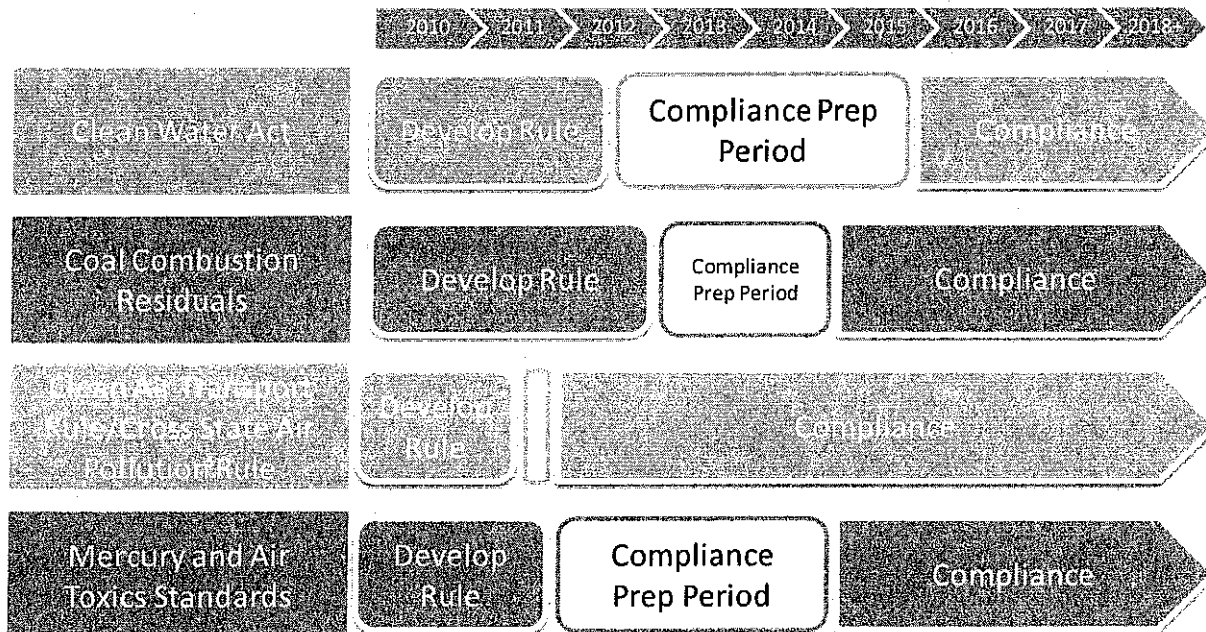 2010 2011 2012 2013 2014 2015 2016 2017 2018+
Clean Water Act
Develop Rule
Compliance Prep
Period
Compliance
Coal Combustion
Residuals
Develop Rule
Compliance
Prep Period
Compliance
Clean Air Transport
Rule/Cross State Air
Pollution Rule
Develop
Rule
Compliance
Mercury and Air
Toxics Standards
Develop
Rule
Compliance
Prep Period
Compliance